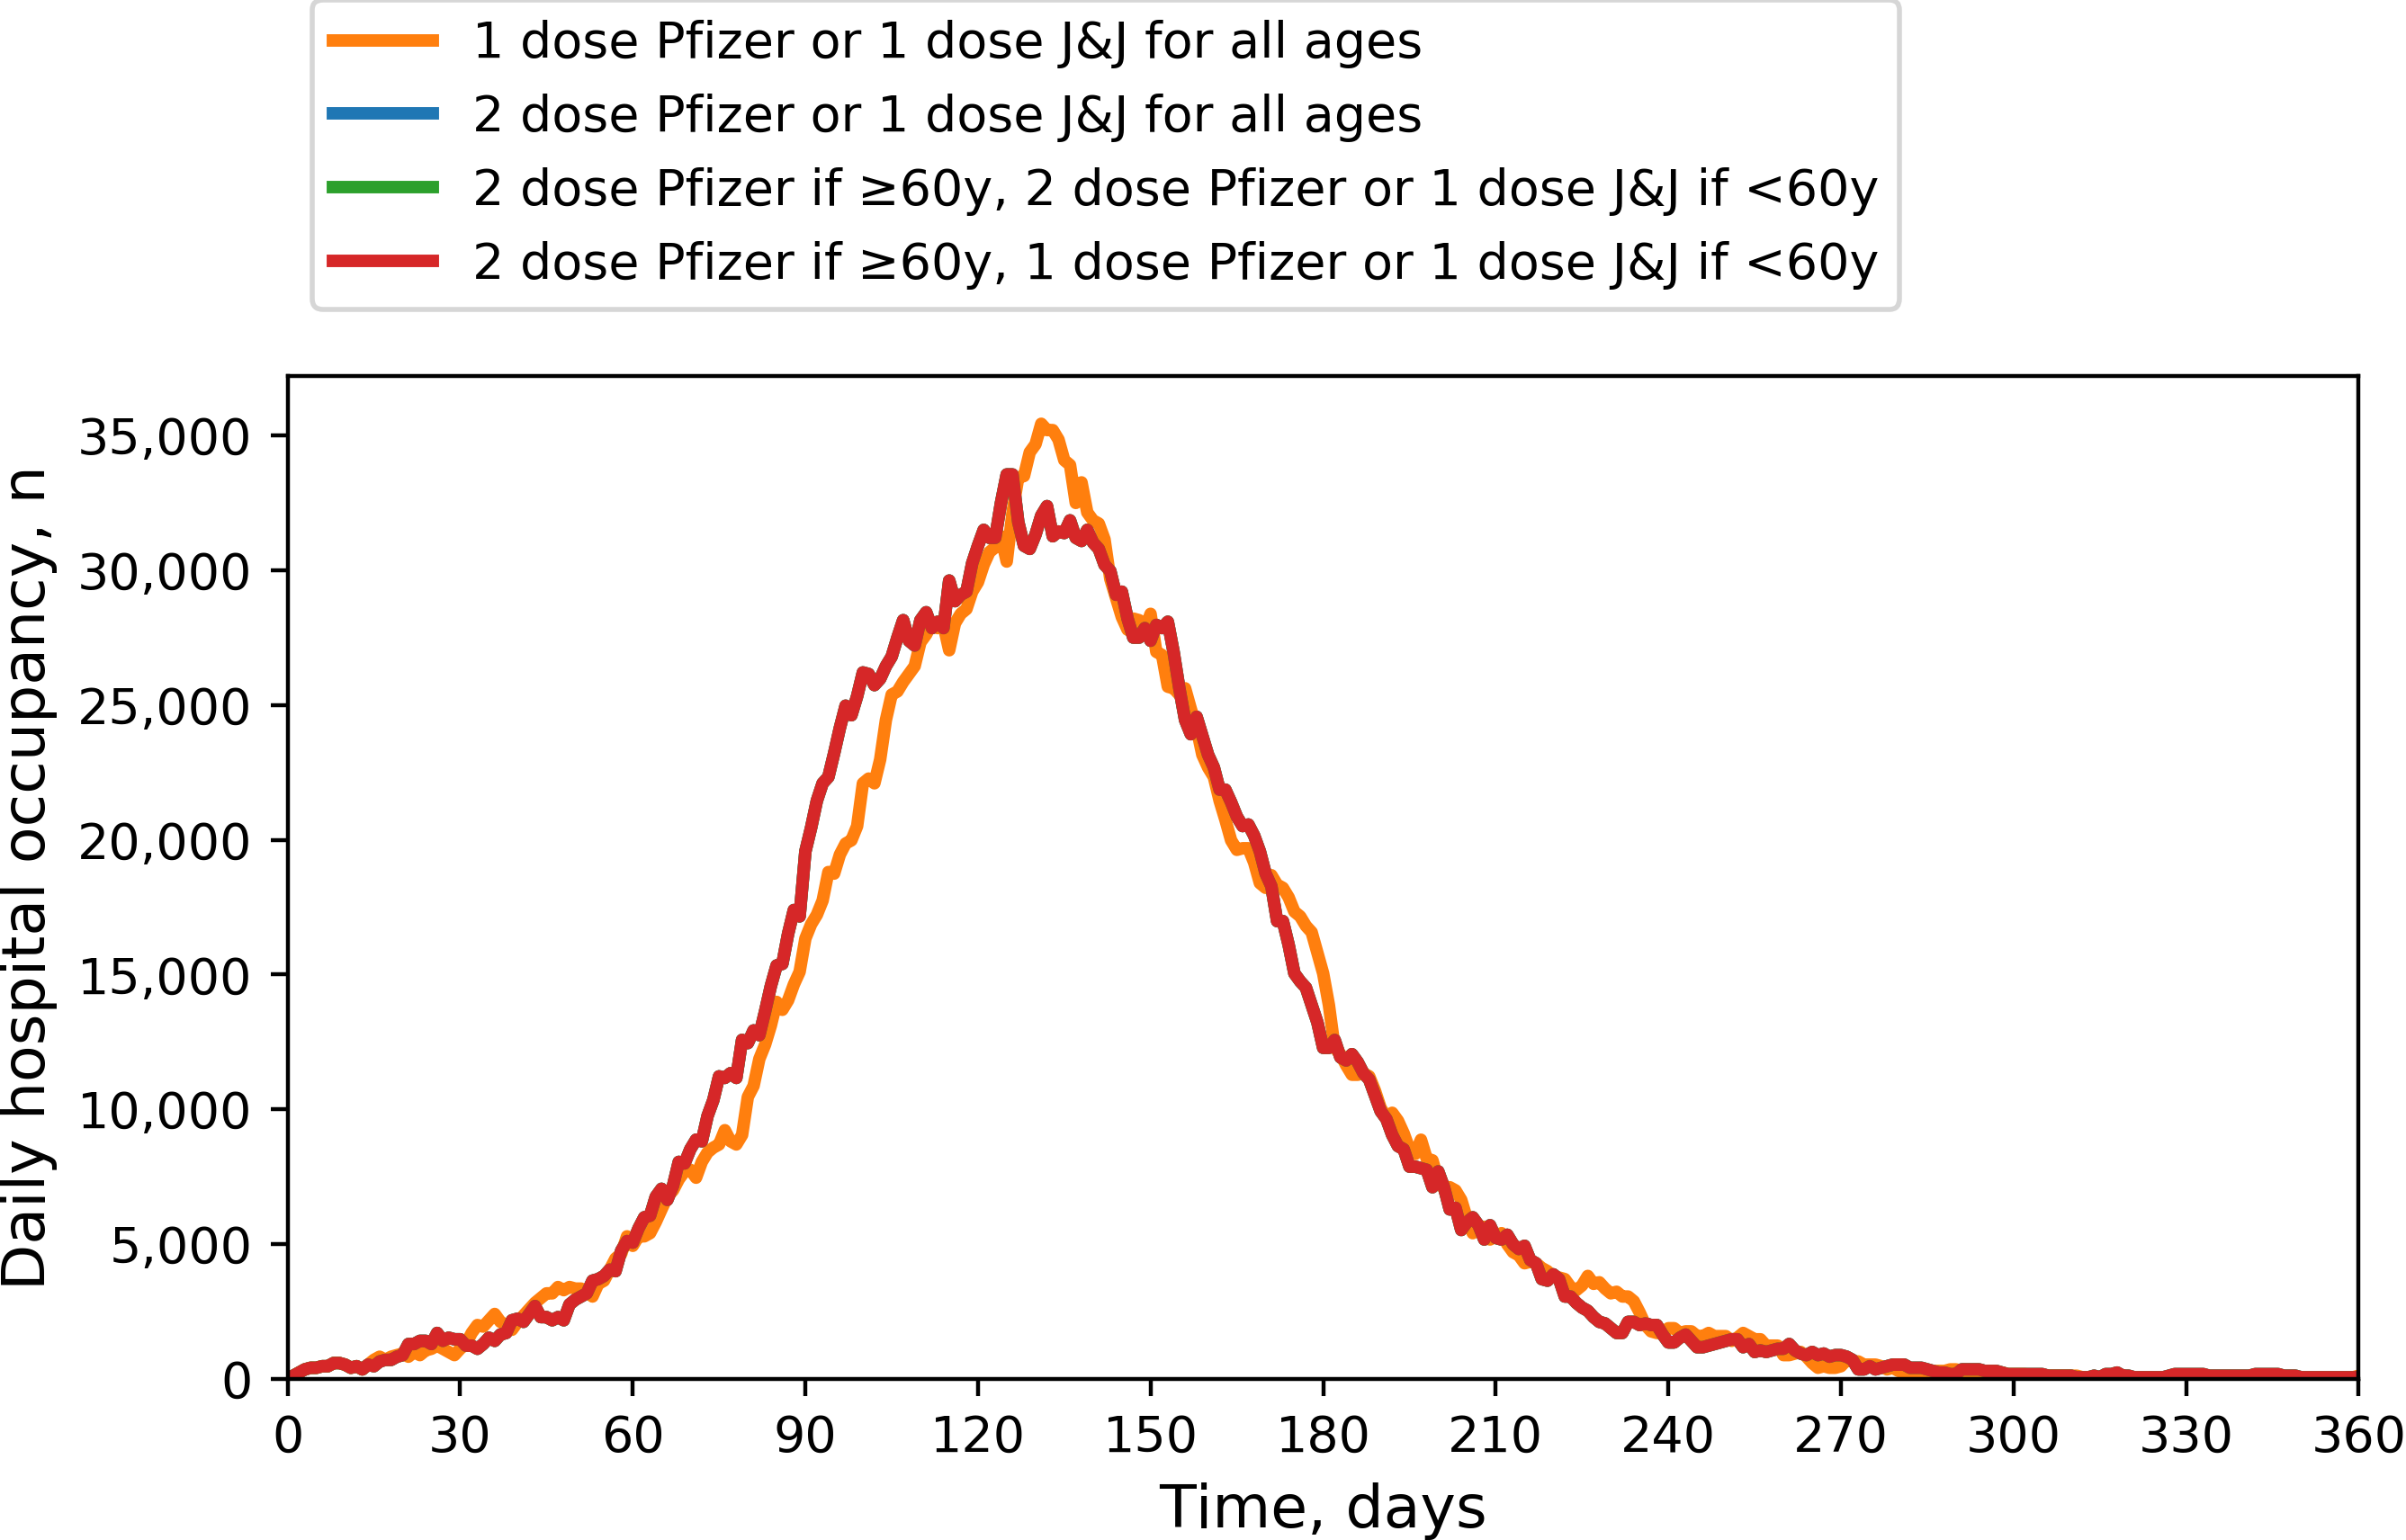 1 dose Pfizer or 1 dose J&J for all ages
2 dose Pfizer or 1 dose J&J for all ages
2 dose Pfizer if ≥60y, 2 dose Pfizer or 1 dose J&J if <60y
2 dose Pfizer if ≥60y, 1 dose Pfizer or 1 dose J&J if <60y
Daily hospital occupancy, n
35,000
30,000
25,000
20,000
15,000
10,000
5,000
0
0 30 60 90 120 150 180 210 240 270 300 330 360
Time, days